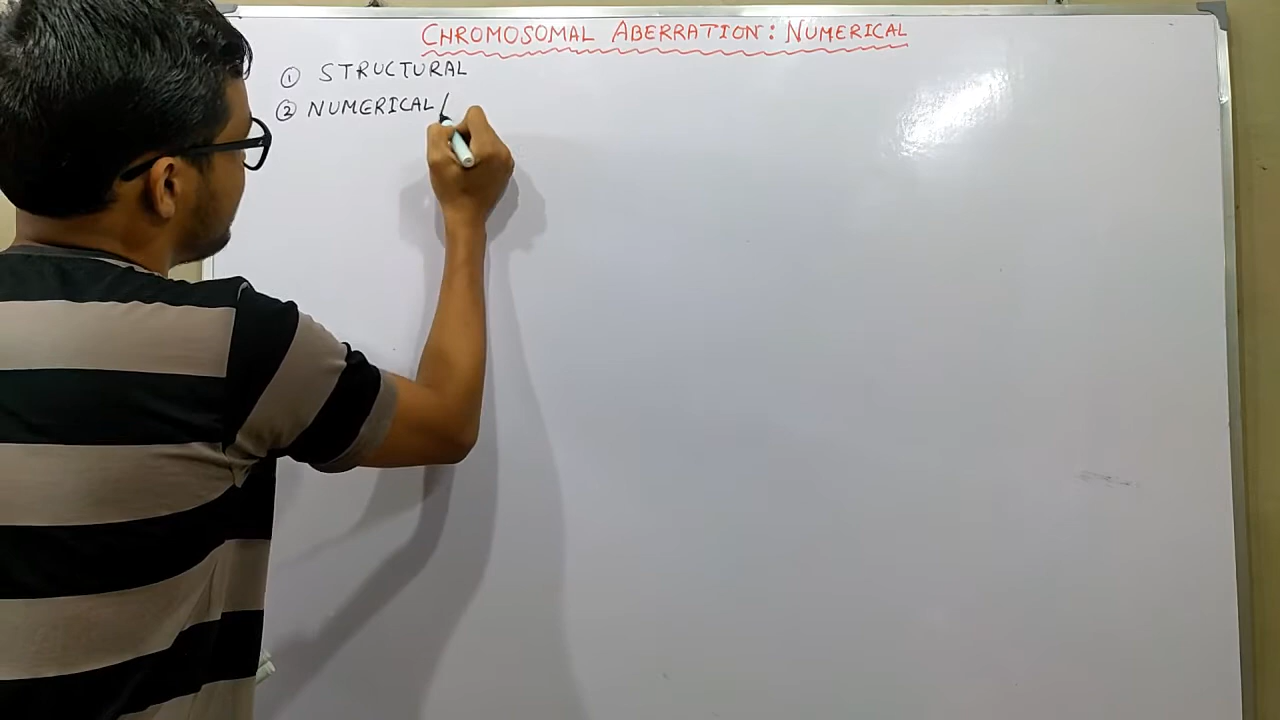 CHROMOSOMAL ABERRATION: NUMERICAL
① STRUCTURAL
② NUMERICAL /